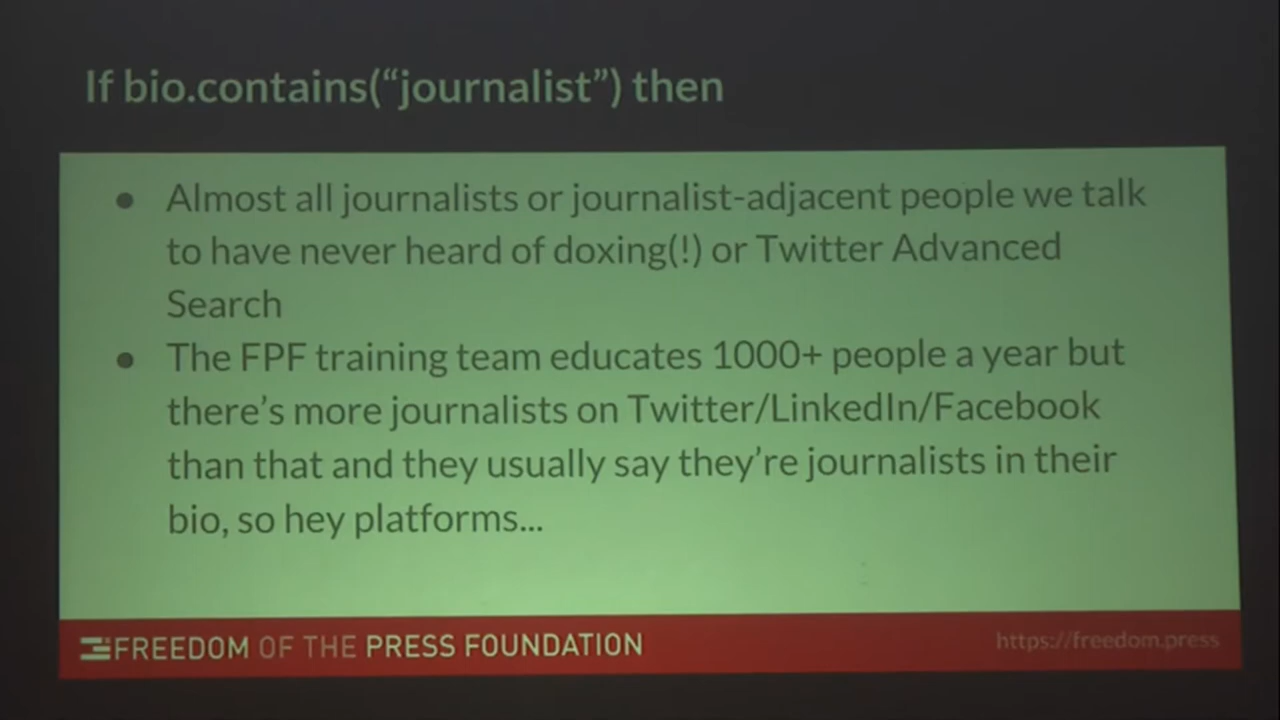 If bio.contains(“journalist”) then
● Almost all journalists or journalist-adjacent people we talk
to have never heard of doxing(!) or Twitter Advanced
Search
● The FPF training team educates 1000+ people a year but
there’s more journalists on Twitter/LinkedIn/Facebook
than that and they usually say they’re journalists in their
bio, so hey platforms...
FREEDOM OF THE PRESS FOUNDATION
https://freedom.press